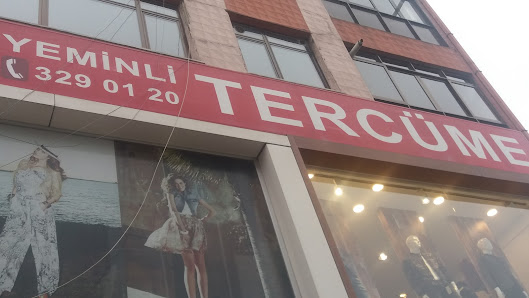 YEMİNLİ
329 01 20
TERCÜME